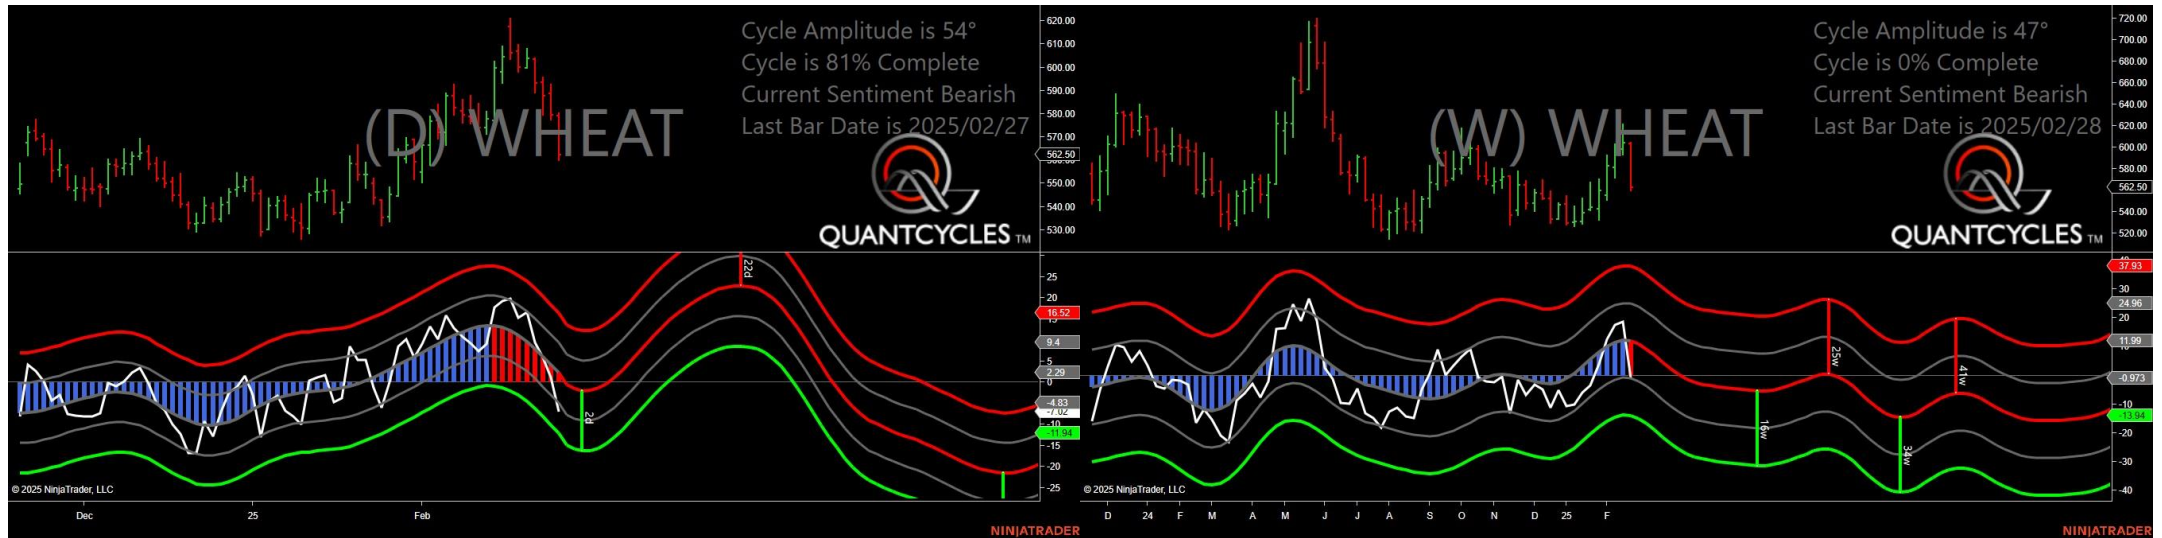 Cycle Amplitude is 54°
Cycle is 81% Complete
Current Sentiment Bearish
Last Bar Date is 2025/02/27
(D) WHEAT
QUANTCYCLES TM
620.00
610.00
600.00
590.00
580.00
570.00
562.50
550.00
540.00
530.00
22d
2d
25
20
16.52
9.4
5
2.29
0
-4.83
-7.02
-10
-11.94
-15
-20
-25
© 2025 NinjaTrader, LLC
Dec
25
Feb
NINJATRADER
Cycle Amplitude is 47°
Cycle is 0% Complete
Current Sentiment Bearish
Last Bar Date is 2025/02/28
(W) WHEAT
QUANTCYCLES TM
720.00
700.00
680.00
660.00
640.00
620.00
600.00
580.00
562.50
540.00
520.00
25w
41w
16w
34w
37.93
30
24.96
20
11.99
-0.973
-10
-13.94
-20
-30
-40
© 2025 NinjaTrader, LLC
D 24 F M A M J J A S O N D 25 F
NINJATRADER